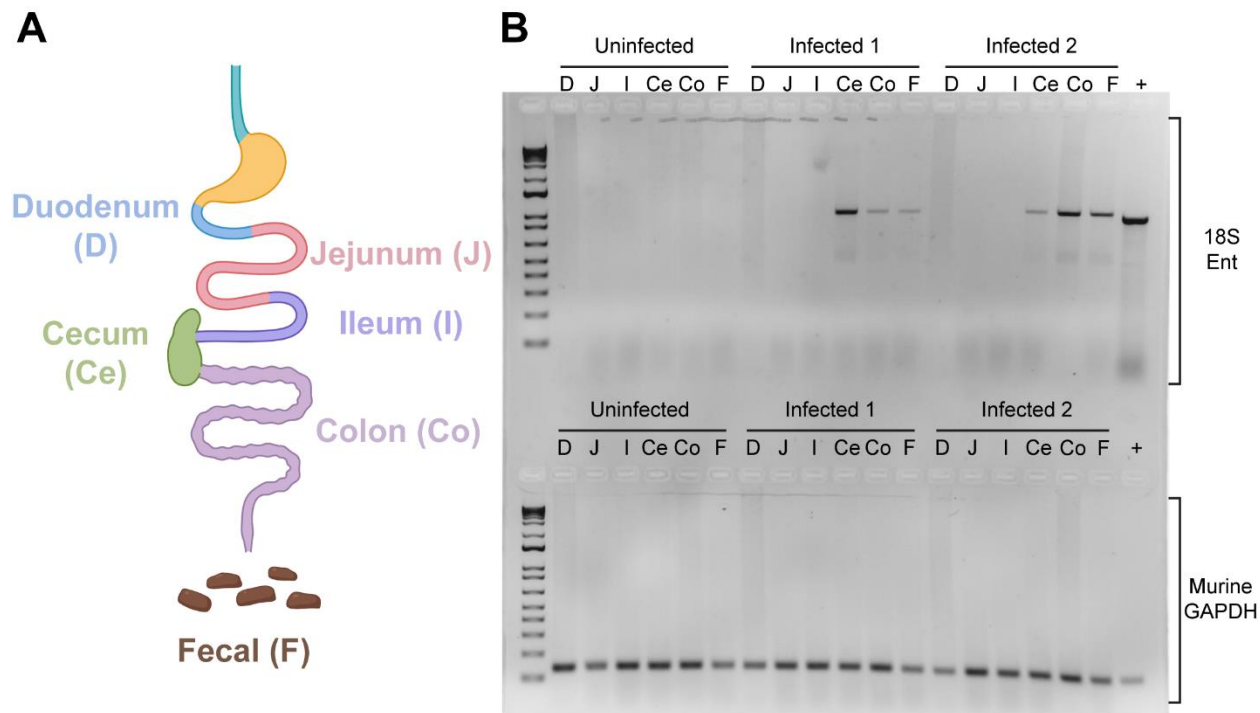 A
Duodenum
(D)
Jejunum (J)
Ileum (I)
Cecum
(Ce)
Colon (Co)
Fecal (F)
B
Uninfected Infected 1 Infected 2
D J I Ce Co F D J I Ce Co F D J I Ce Co F +
18S
Ent
Uninfected Infected 1 Infected 2
D J I Ce Co F D J I Ce Co F D J I Ce Co F +
Murine
GAPDH